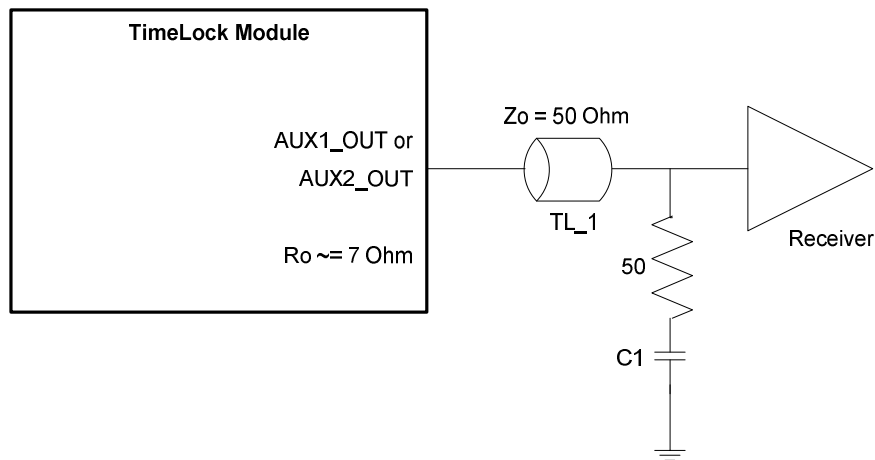 TimeLock Module
AUX1_OUT or
AUX2_OUT
Ro ~= 7 Ohm
Zo = 50 Ohm
TL_1
Receiver
50
C1